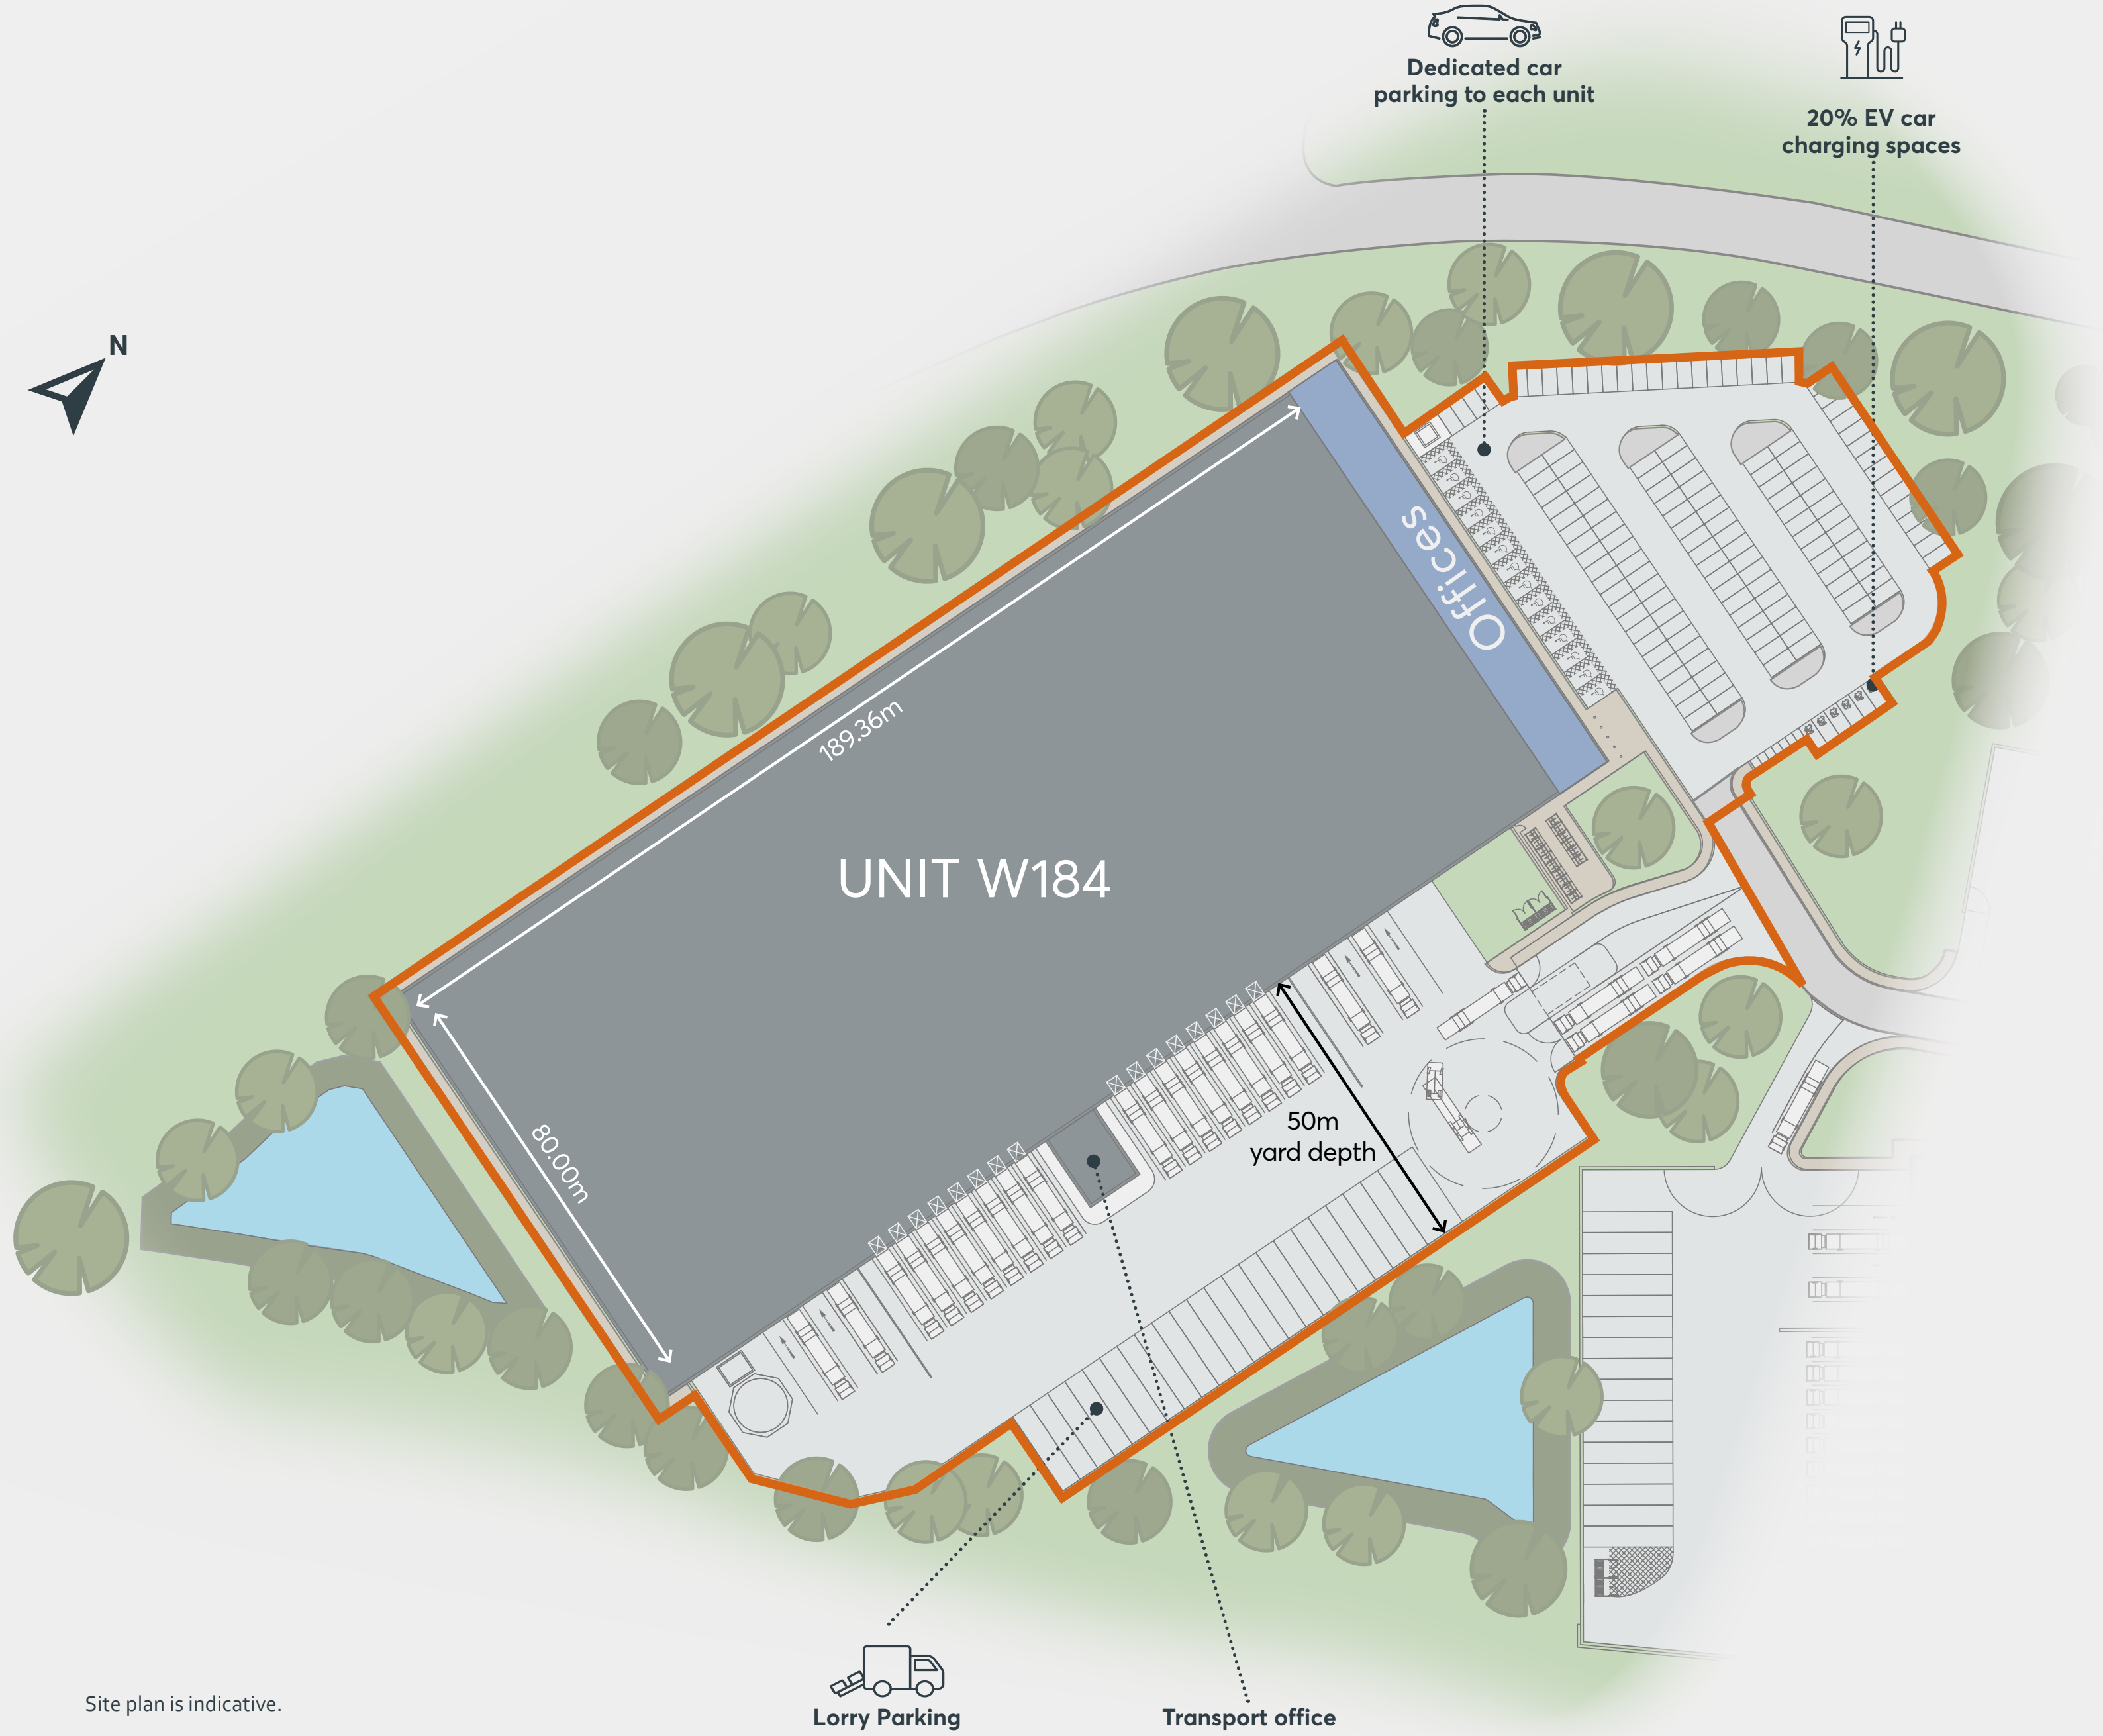 Dedicated car
parking to each unit
20% EV car
charging spaces
N
Offices
189.36m
UNIT W184
80.00m
50m
yard depth
Site plan is indicative.
Lorry Parking
Transport office